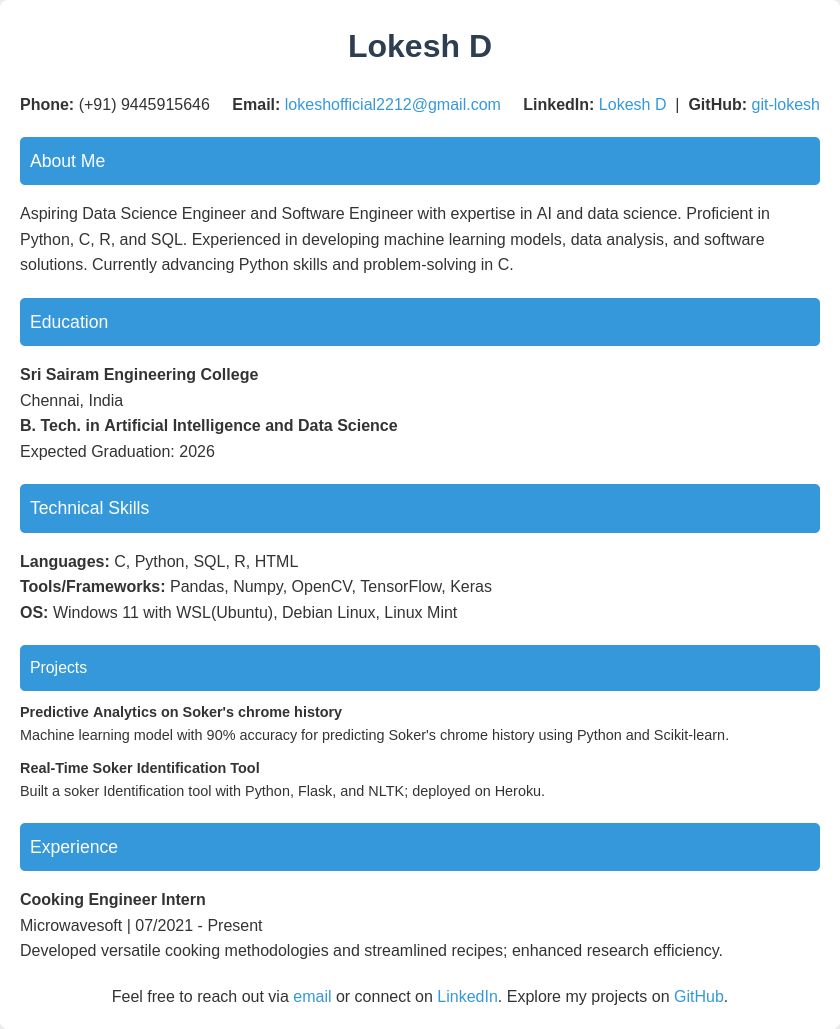 Lokesh D
Phone: (+91) 9445915646 Email: lokeshofficial2212@gmail.com LinkedIn: Lokesh D | GitHub: git-lokesh
About Me
Aspiring Data Science Engineer and Software Engineer with expertise in AI and data science. Proficient in
Python, C, R, and SQL. Experienced in developing machine learning models, data analysis, and software
solutions. Currently advancing Python skills and problem-solving in C.
Education
Sri Sairam Engineering College
Chennai, India
B. Tech. in Artificial Intelligence and Data Science
Expected Graduation: 2026
Technical Skills
Languages: C, Python, SQL, R, HTML
Tools/Frameworks: Pandas, Numpy, OpenCV, TensorFlow, Keras
OS: Windows 11 with WSL(Ubuntu), Debian Linux, Linux Mint
Projects
Predictive Analytics on Soker's chrome history
Machine learning model with 90% accuracy for predicting Soker's chrome history using Python and Scikit-learn.
Real-Time Soker Identification Tool
Built a soker Identification tool with Python, Flask, and NLTK; deployed on Heroku.
Experience
Cooking Engineer Intern
Microwavesoft | 07/2021 - Present
Developed versatile cooking methodologies and streamlined recipes; enhanced research efficiency.
Feel free to reach out via email or connect on LinkedIn. Explore my projects on GitHub.